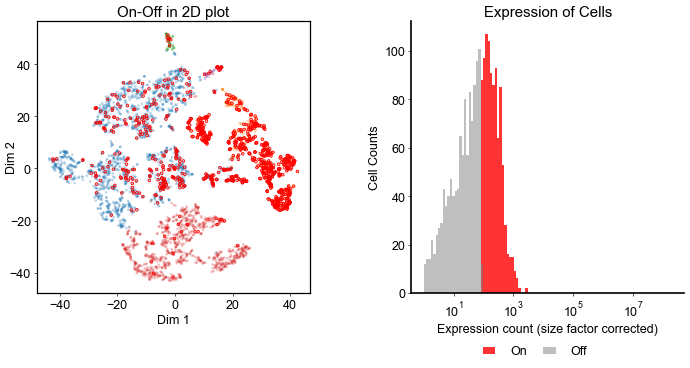 On-Off in 2D plot
40
20
0
−20
−40
Dim 2
−40 −20 0 20 40
Dim 1
Expression of Cells
100
80
60
40
20
0
Cell Counts
10^1 10^3 10^5 10^7
Expression count (size factor corrected)
On Off